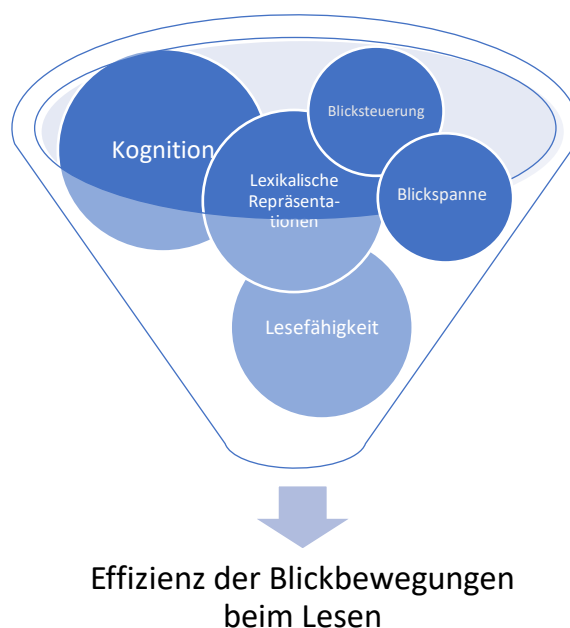 Blicksteuerung
Kognition
Lexikalische
Repräsenta-
tionen
Blickspanne
Lesefähigkeit
Effizienz der Blickbewegungen
beim Lesen